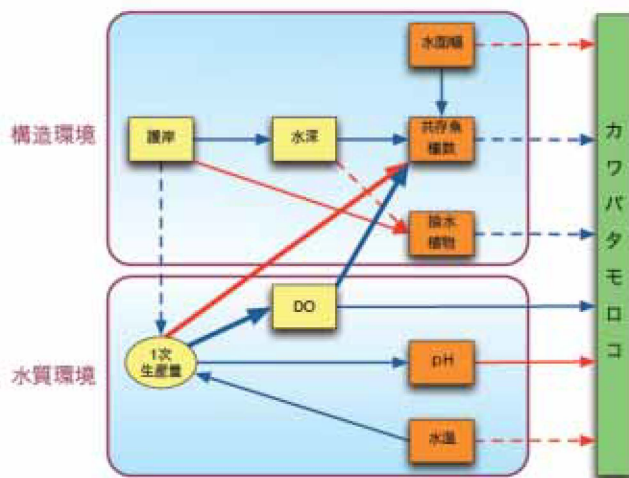 水面幅
構造環境
護岸
水深
共存魚
種数
抽水
植物
カワバタモロコ
DO
1次
生産量
水質環境
pH
水温